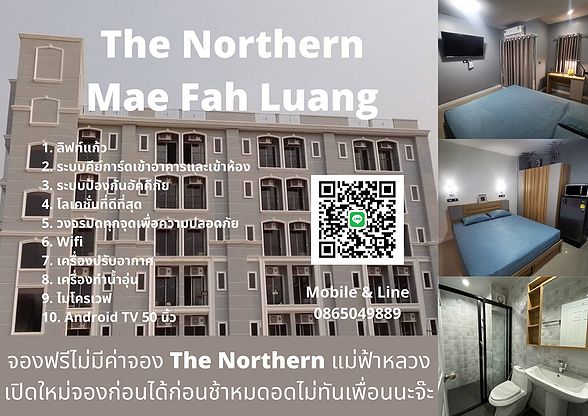 The Northern
Mae Fah Luang
1. ลิฟท์แก้ว
2. ระบบคีย์การ์ดเข้าอาคารและเข้าห้อง
3. ระบบป้องกันอัคคีภัย
4. โลเคชั่นที่ดีที่สุด
5. วงจรปิดทุกจุดเพื่อความปลอดภัย
6. Wifi
7. เครื่องปรับอากาศ
8. เครื่องทำน้ำอุ่น
9. ไมโครเวฟ
10. Android TV 50 นิ้ว
Mobile & Line
0865049889
จองฟรีไม่มีค่าจอง The Northern แม่ฟ้าหลวง
เปิดใหม่จองก่อนได้ก่อนช้าหมดอดไม่ทันเพื่อนนะจ๊ะ